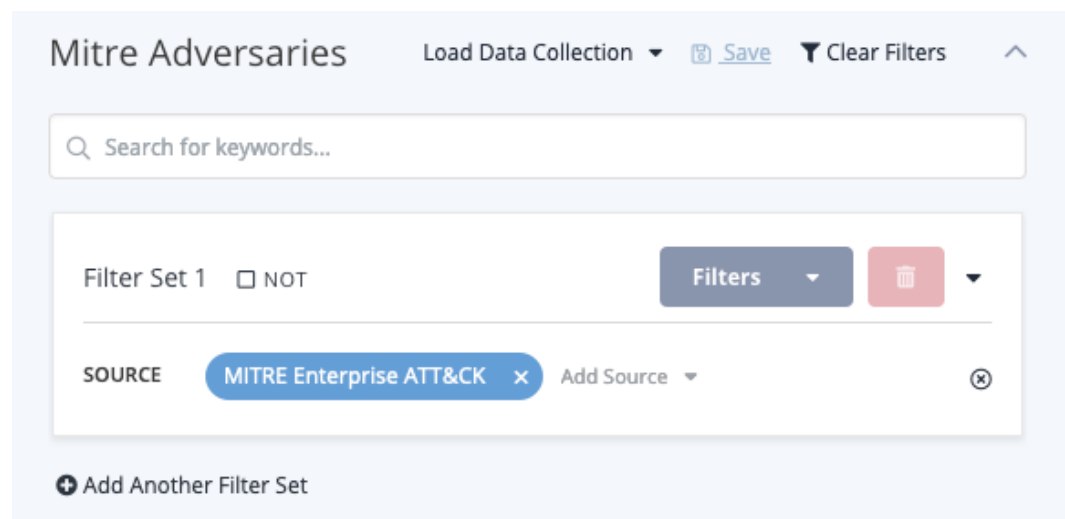 Mitre Adversaries Load Data Collection Save Clear Filters
Search for keywords...
Filter Set 1 NOT Filters
SOURCE MITRE Enterprise ATT&CK × Add Source
Add Another Filter Set